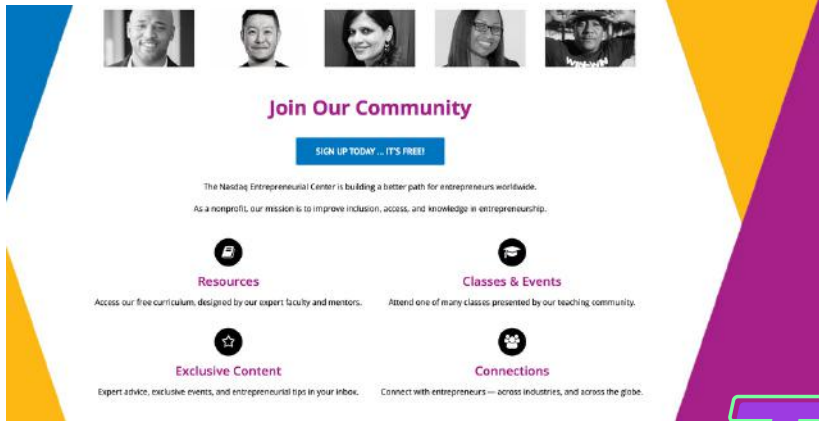 Join Our Community
SIGN UP TODAY ... IT'S FREE!
The Nasdaq Entrepreneurial Center is building a better path for entrepreneurs worldwide.
As a nonprofit, our mission is to improve inclusion, access, and knowledge in entrepreneurship.
Resources
Access our free curriculum, designed by our expert faculty and mentors.
Classes & Events
Attend one of many classes presented by our teaching community.
Exclusive Content
Expert advice, exclusive events, and entrepreneurial tips in your inbox.
Connections
Connect with entrepreneurs — across industries, and across the globe.